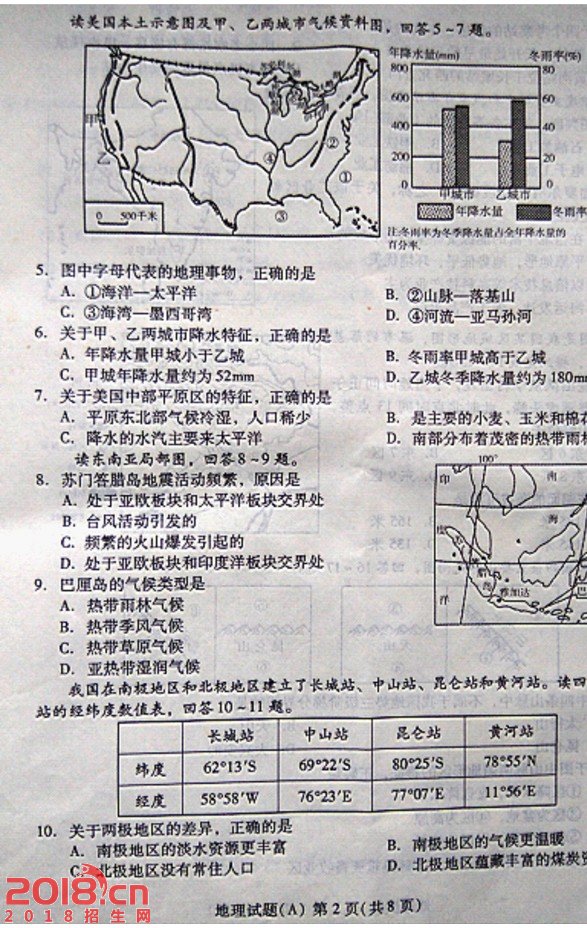 读美国本土示意图及甲、乙两城市气候资料图，回答5~7题。
年降水量(mm) 冬雨率(%)
800 80
600 60
400 40
200 20
0 0
甲城市 乙城市
年降水量 冬雨率
注:冬雨率为冬季降水量占全年降水量的
百分率.
甲
乙
①
②
③
④
0 500千米
5. 图中字母代表的地理事物，正确的是
A. ①海洋—太平洋 B. ②山脉—落基山
C. ③海湾—墨西哥湾 D. ④河流—亚马孙河
6. 关于甲、乙两城市降水特征，正确的是
A. 年降水量甲城小于乙城 B. 冬雨率甲城高于乙城
C. 甲城年降水量约为52mm D. 乙城冬季降水量约为180m
7. 关于美国中部平原区的特征，正确的是
A. 平原东北部气候冷湿，人口稀少 B. 是主要的小麦、玉米和棉花
C. 降水的水汽主要来太平洋 D. 南部分布着茂密的热带雨林
读东南亚局部图，回答8~9题。
100°
印 南
度 海
洋
雅加达
巴
8. 苏门答腊岛地震活动频繁，原因是
A. 处于亚欧板块和太平洋板块交界处
B. 台风活动引发的
C. 频繁的火山爆发引起的
D. 处于亚欧板块和印度洋板块交界处
9. 巴厘岛的气候类型是
A. 热带雨林气候
B. 热带季风气候
C. 热带草原气候
D. 亚热带湿润气候
我国在南极地区和北极地区建立了长城站、中山站、昆仑站和黄河站。读四
站的经纬度数值表，回答10~11题。
长城站 中山站 昆仑站 黄河站
纬度 62°13′S 69°22′S 80°25′S 78°55′N
经度 58°58′W 76°23′E 77°07′E 11°56′E
10. 关于两极地区的差异，正确的是
A. 南极地区的淡水资源更丰富 B. 南极地区的气候更温暖
C. 北极地区没有常住人口 D. 北极地区蕴藏丰富的煤炭资
地理试题(A) 第2页(共8页)
2018.cn
2018招生网